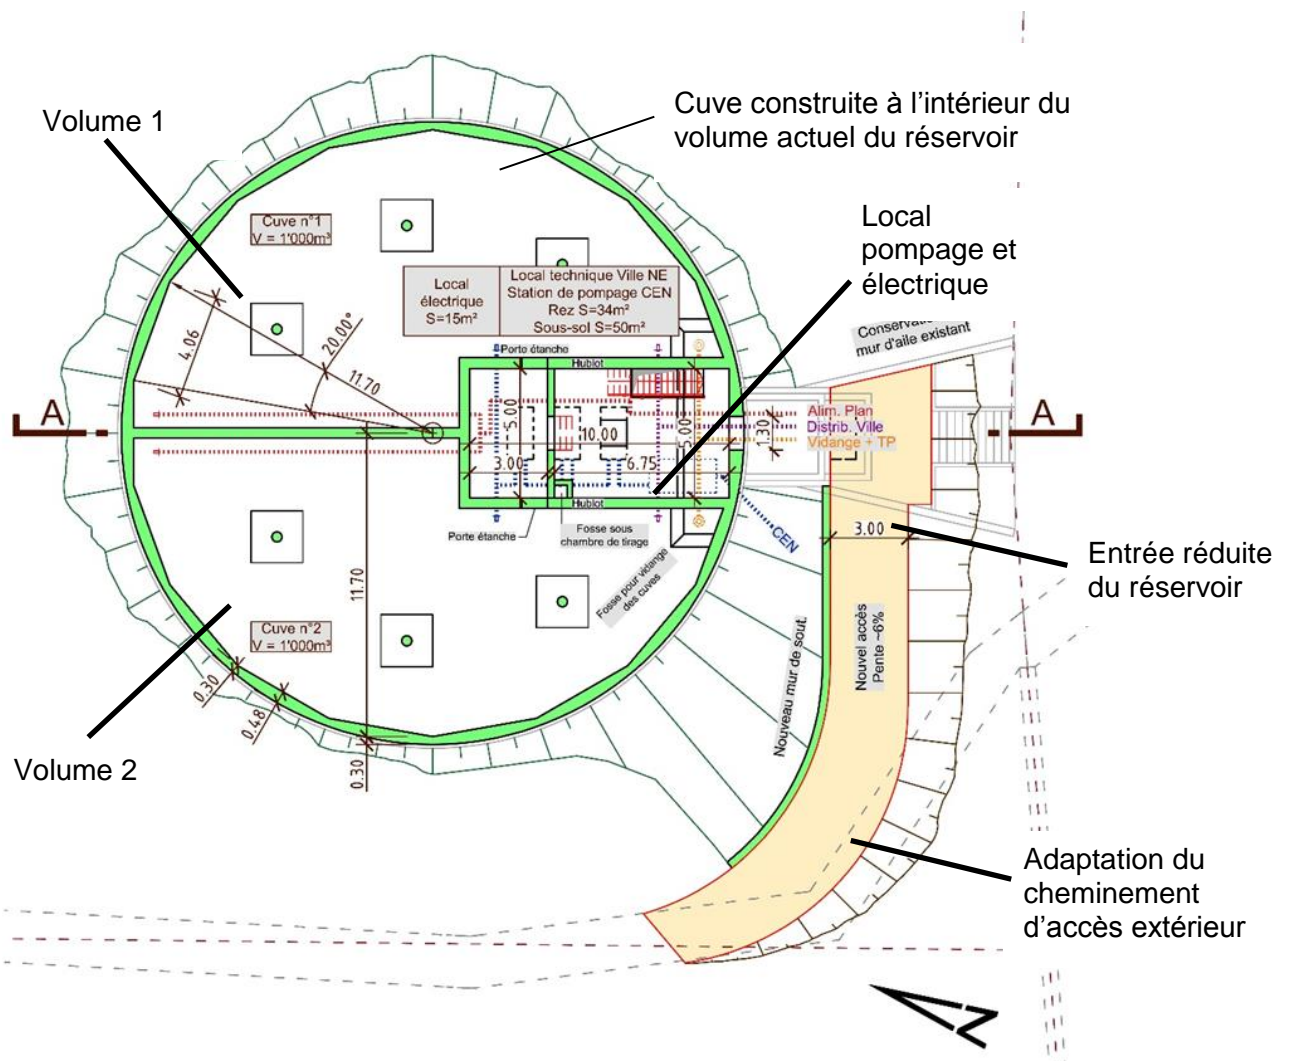 Volume 1
Cuve construite à l'intérieur du
volume actuel du réservoir
Cuve n°1
V = 1'000m³
Local
pompage et
électrique
Local
électrique
S=15m²
Local technique Ville NE
Station de pompage CEN
Rez S=34m²
Sous-sol S=50m²
Conservation
mur d'aile existant
4.06
20.00°
11.70
Porte étanche
Hublot
A
A
5.00
10.00
5.00
1.30
3.00
6.75
Alim. Plan
Distrib. Ville
Vidange + TP
Hublot
Porte étanche
Fosse sous
chambre de tirage
CEN
3.00
Entrée réduite
du réservoir
Fosse pour vidange
des cuves
11.70
Cuve n°2
V = 1'000m³
Nouveau mur de sout.
Nouvel accès
Pente ~6%
0.30
0.48
0.30
Volume 2
Adaptation du
cheminement
d'accès extérieur